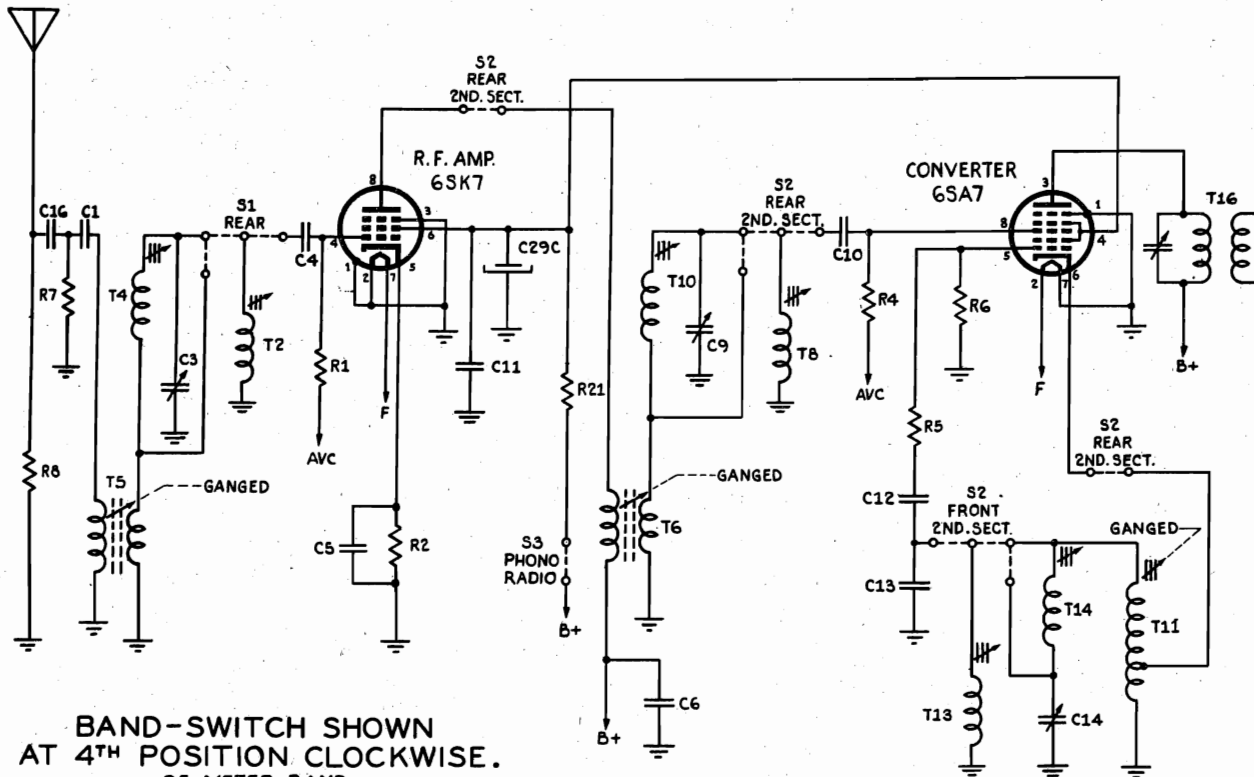 S2
REAR
2ND. SECT.
R.F. AMP.
6SK7
CONVERTER
6SA7
8
3
6
4
1
2
7
5
3
1
8
4
5
2
7
6
C16
C1
S1
REAR
C4
S2
REAR
2ND. SECT.
C10
T16
R7
T4
C3
T2
R1
C29C
C11
T10
C9
T8
R4
R6
F
AVC
R21
AVC
F
B+
R8
T5
GANGED
C5
R2
S3
PHONO
RADIO
B+
GANGED
T6
R5
C12
C13
S2
FRONT
2ND. SECT.
S2
REAR
2ND. SECT.
GANGED
T14
T11
T13
C14
C6
B+
BAND-SWITCH SHOWN
AT 4TH POSITION CLOCKWISE.